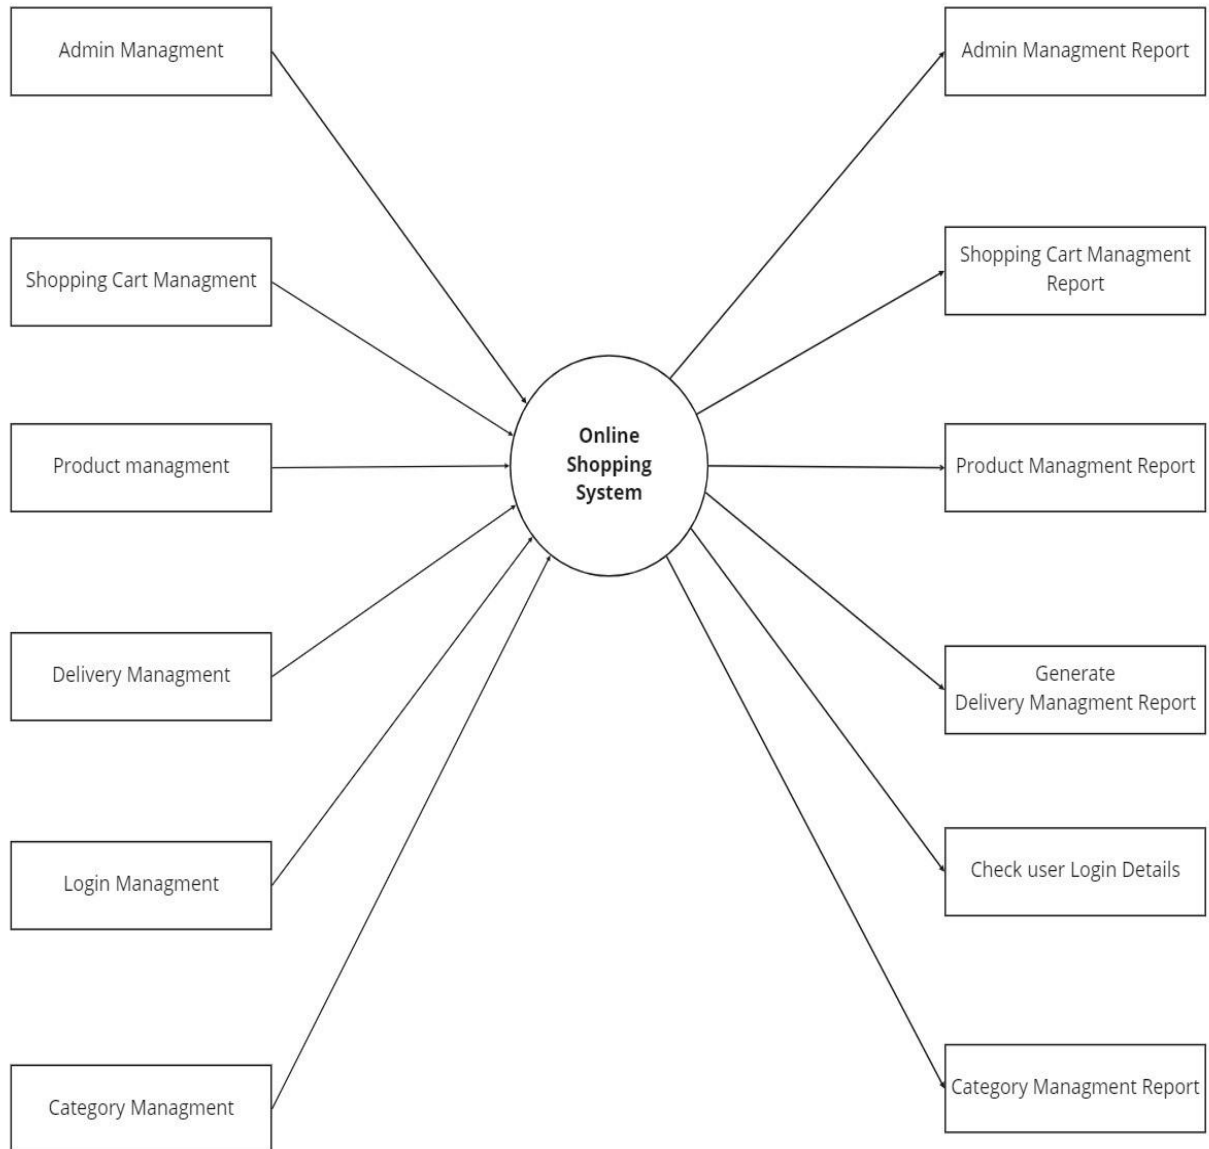 Admin Managment
Admin Managment Report
Shopping Cart Managment
Shopping Cart Managment
Report
Online
Shopping
System
Product managment
Product Managment Report
Delivery Managment
Generate
Delivery Managment Report
Login Managment
Check user Login Details
Category Managment
Category Managment Report